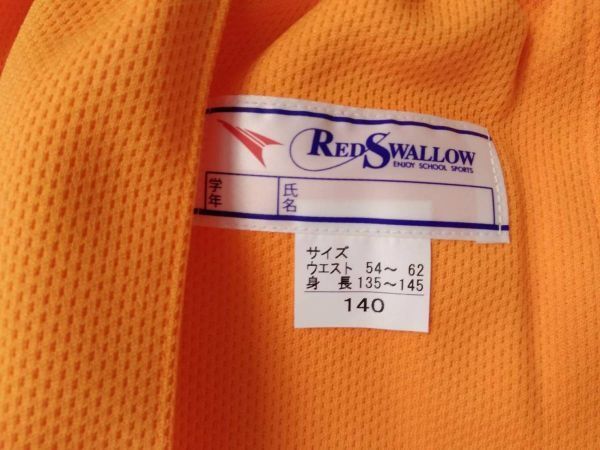 RED SWALLOW
ENJOY SCHOOL SPORTS
学年
氏名
サイズ
ウエスト 54～ 62
身 長 135～145
140